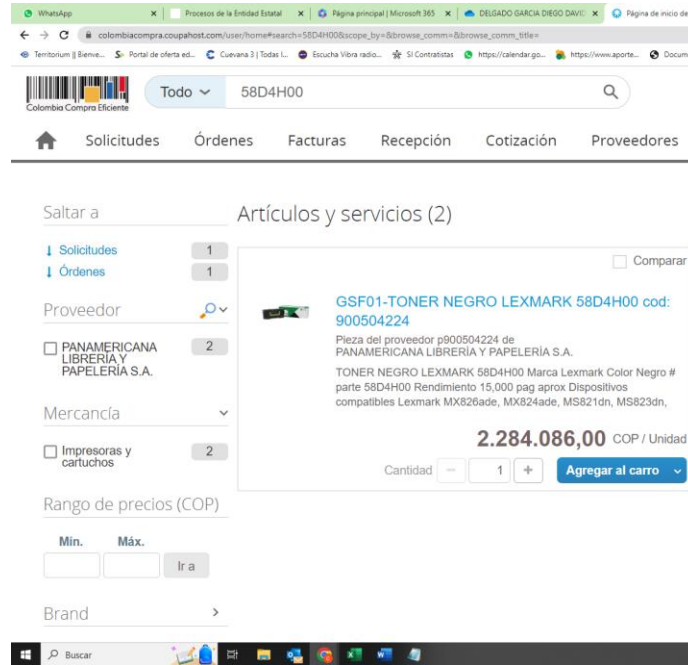 WhatsApp
Procesos de la Entidad Estatal
Página principal | Microsoft 365
DELGADO GARCIA DIEGO DAVID
Página de inicio de
colombiacompra.coupahost.com/user/home#search=58D4H00&scope_by=&browse_comm=&browse_comm_title=
Territorium || Bienve...
Portal de oferta ed...
Cuevana 3 | Todas l...
Escucha Vibra radio...
SI Contratistas
https://calendar.go...
https://www.aporte...
Docum
Colombia Compra Eficiente
Todo
58D4H00
Solicitudes
Órdenes
Facturas
Recepción
Cotización
Proveedores
Saltar a
Solicitudes 1
Órdenes 1
Proveedor
PANAMERICANA 2
LIBRERÍA Y
PAPELERÍA S.A.
Mercancía
Impresoras y 2
cartuchos
Rango de precios (COP)
Mín. Máx.
Ir a
Brand
Artículos y servicios (2)
Comparar
GSF01-TONER NEGRO LEXMARK 58D4H00 cod:
900504224
Pieza del proveedor p900504224 de
PANAMERICANA LIBRERÍA Y PAPELERÍA S.A.
TONER NEGRO LEXMARK 58D4H00 Marca Lexmark Color Negro #
parte 58D4H00 Rendimiento 15,000 pag aprox Dispositivos
compatibles Lexmark MX826ade, MX824ade, MS821dn, MS823dn,
2.284.086,00 COP / Unidad
Cantidad 1 Agregar al carro
Buscar